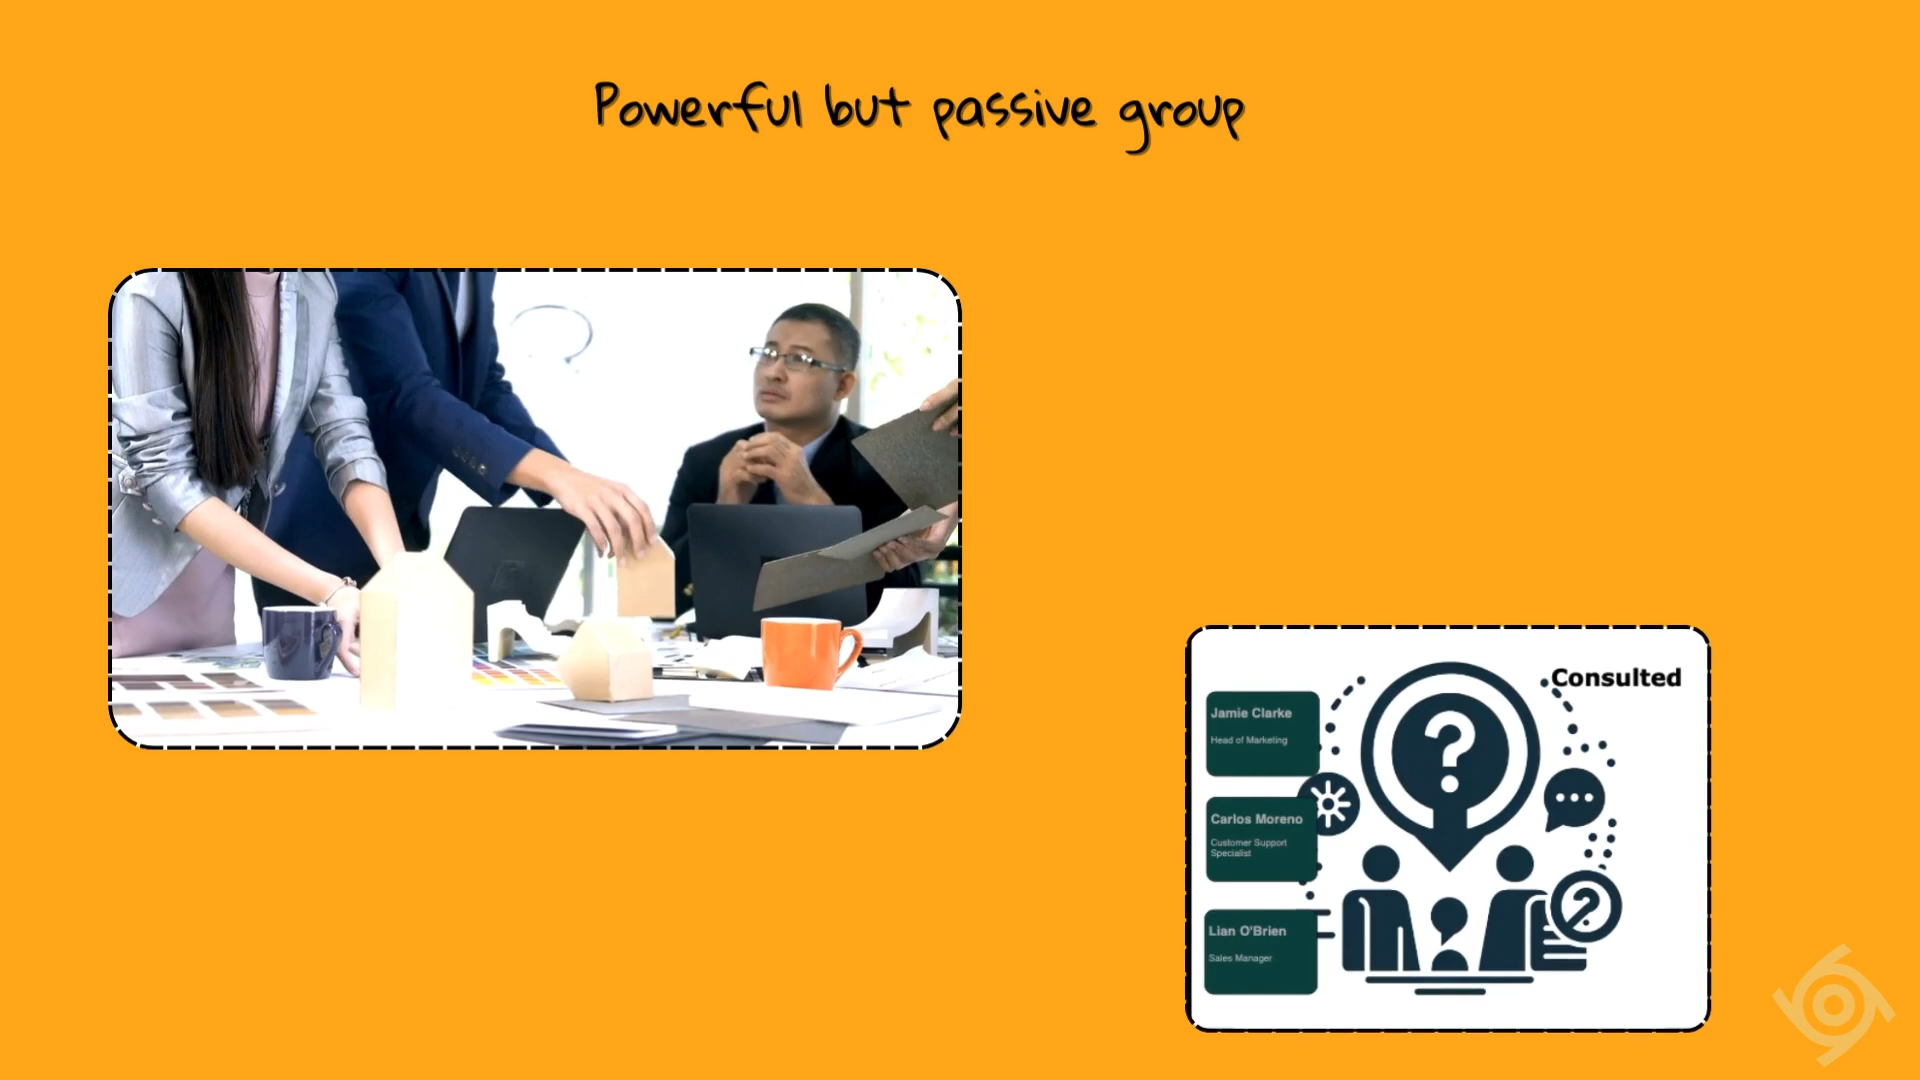 Powerful but passive group
Consulted
Jamie Clarke
Head of Marketing
Carlos Moreno
Customer Support
Specialist
Lian O'Brien
Sales Manager